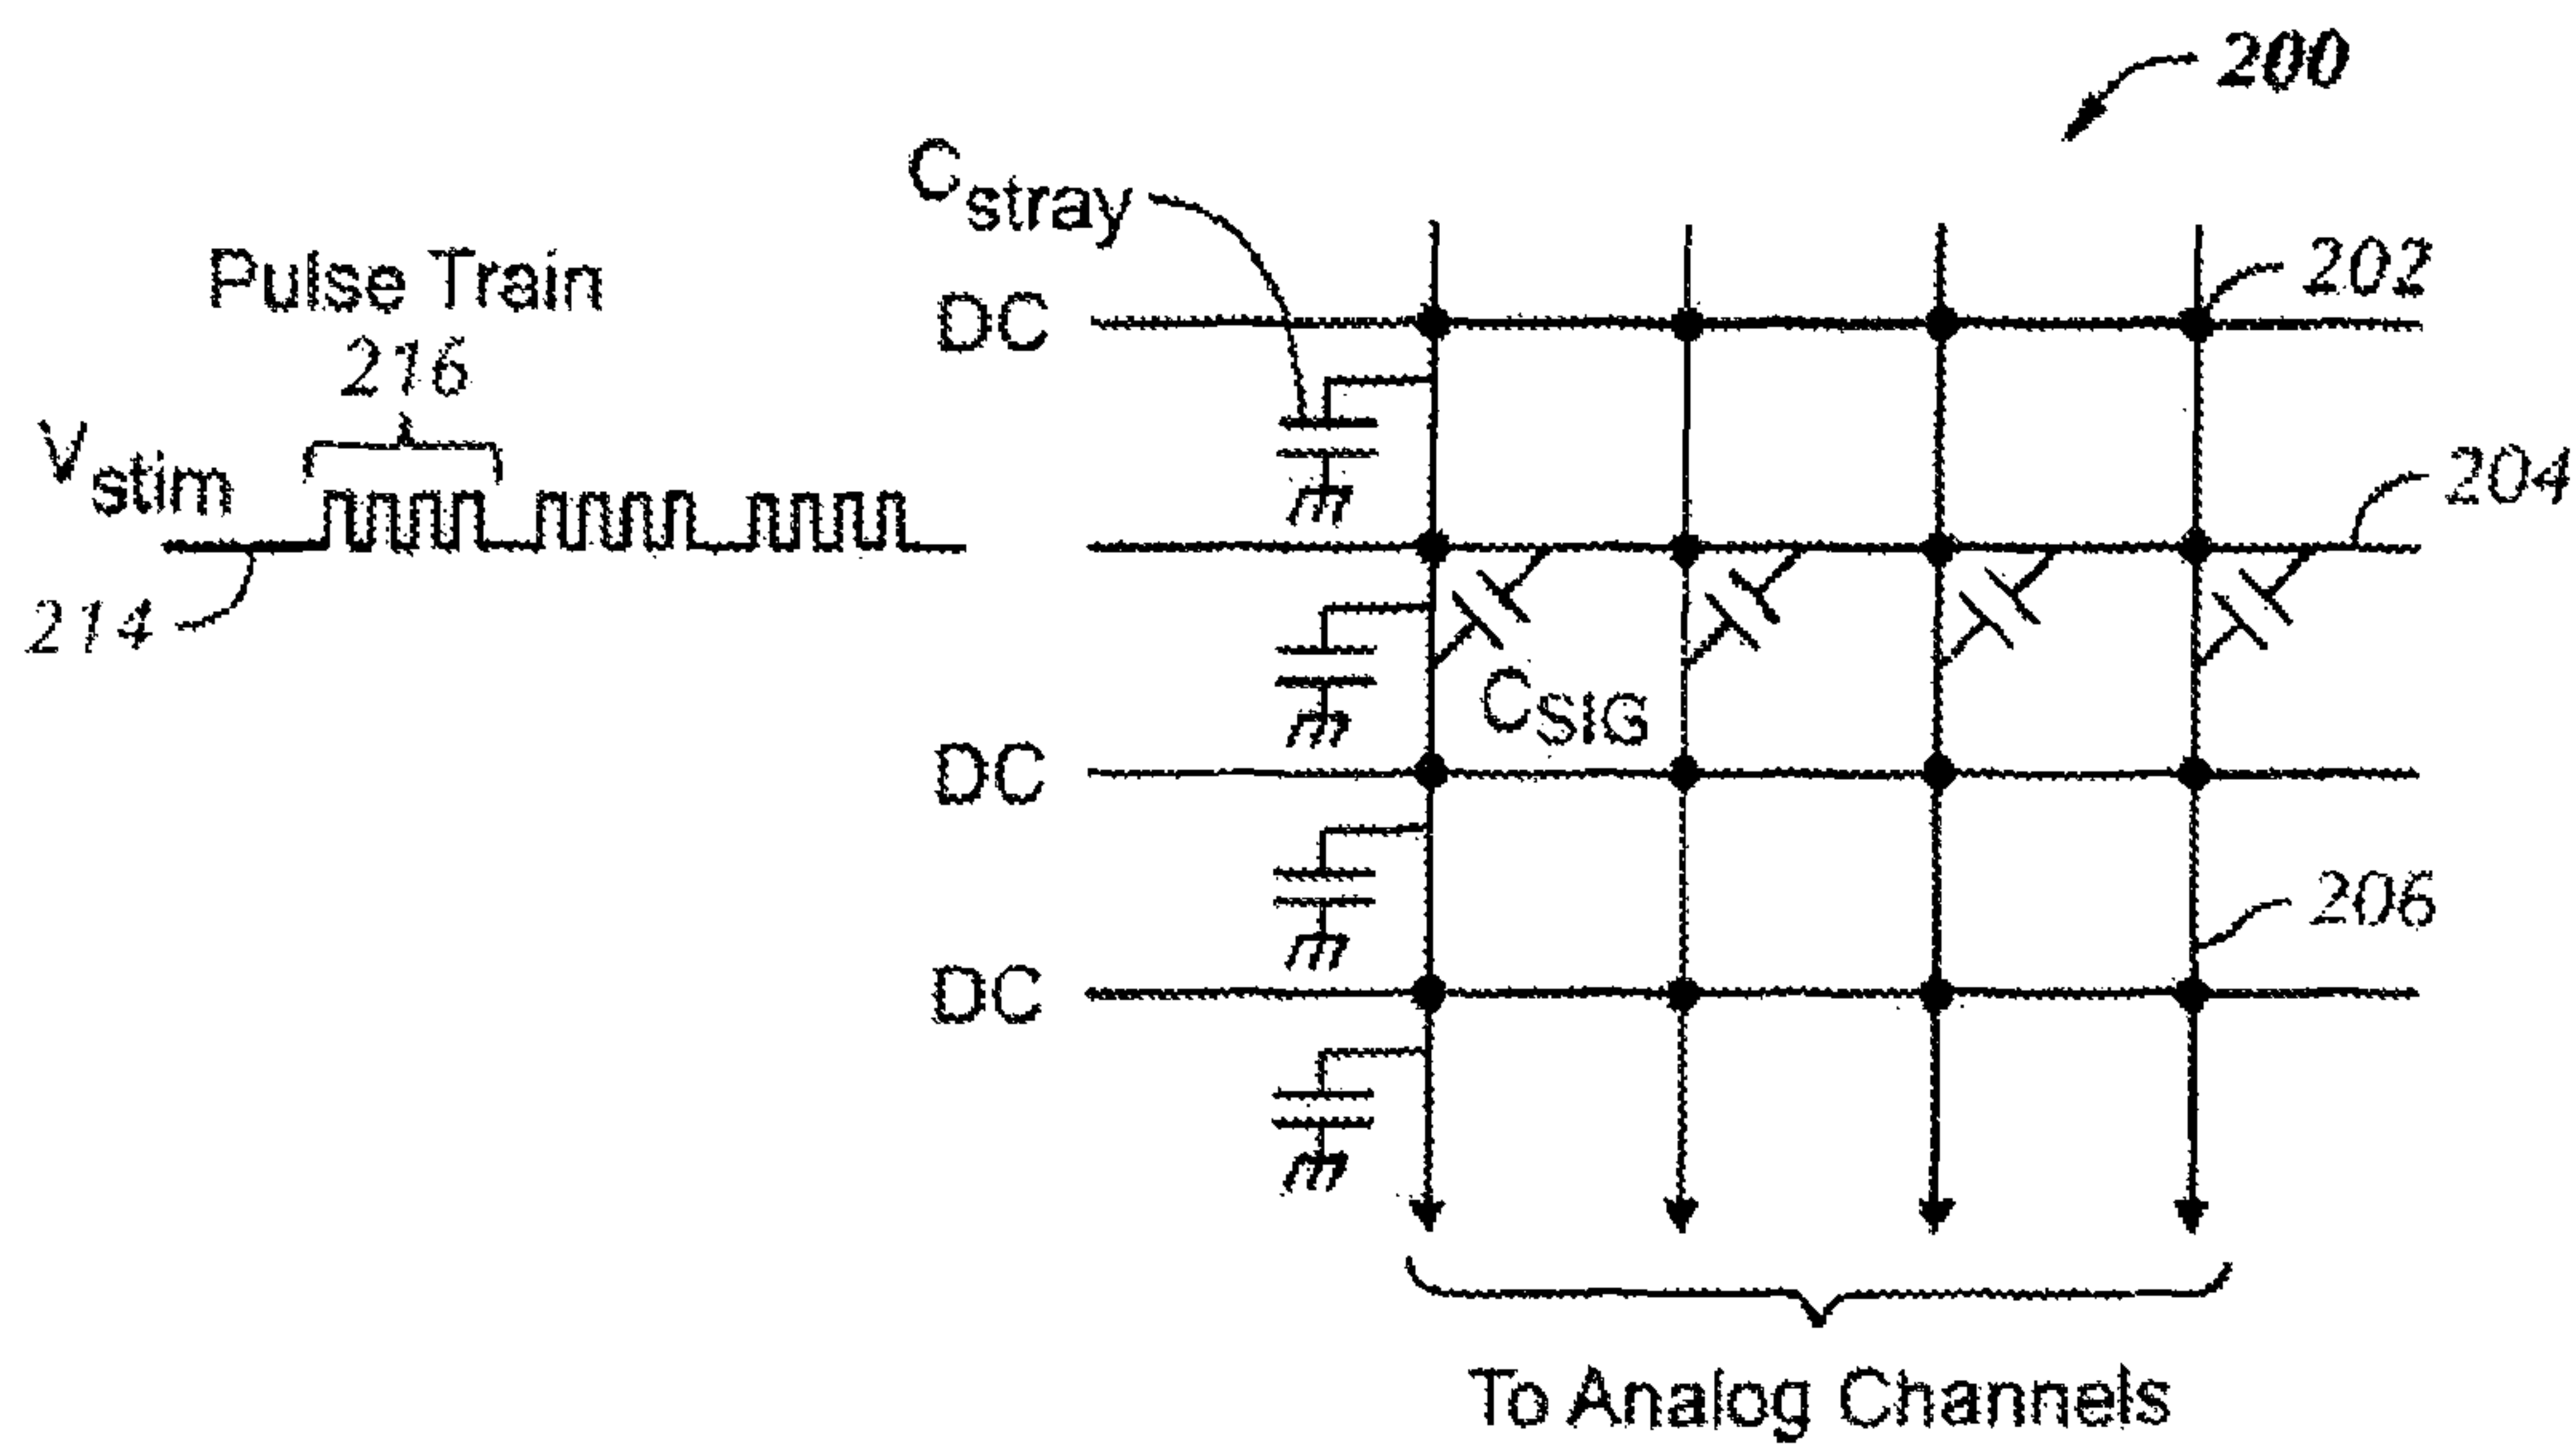 200
Cstray
Pulse Train
216
DC
202
Vstim
204
214
CSIG
DC
206
DC
To Analog Channels